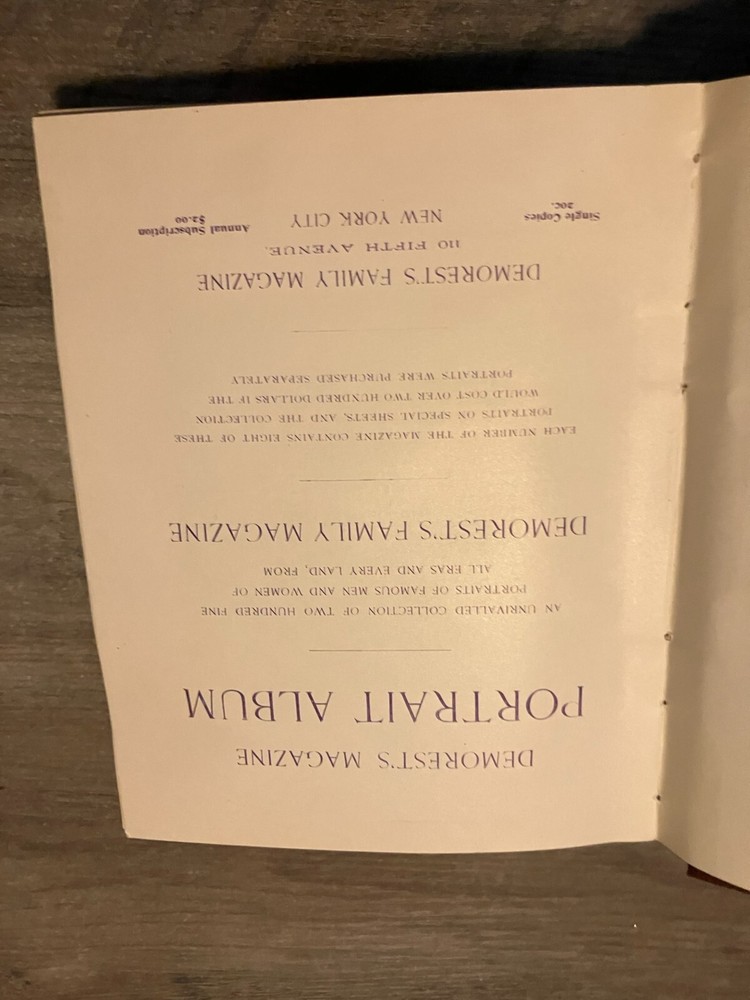 DEMOREST'S MAGAZINE
PORTRAIT ALBUM
AN UNRIVALLED COLLECTION OF TWO HUNDRED FINE
PORTRAITS OF FAMOUS MEN AND WOMEN OF
ALL ERAS AND EVERY LAND, FROM
DEMOREST'S FAMILY MAGAZINE
EACH NUMBER OF THE MAGAZINE CONTAINS EIGHT OF THESE
PORTRAITS ON SPECIAL SHEETS, AND THE COLLECTION
WOULD COST OVER TWO HUNDRED DOLLARS IF THE
PORTRAITS WERE PURCHASED SEPARATELY
DEMOREST'S FAMILY MAGAZINE
110 FIFTH AVENUE,
Single Copies
20c.
NEW YORK CITY
Annual Subscription
$2.00